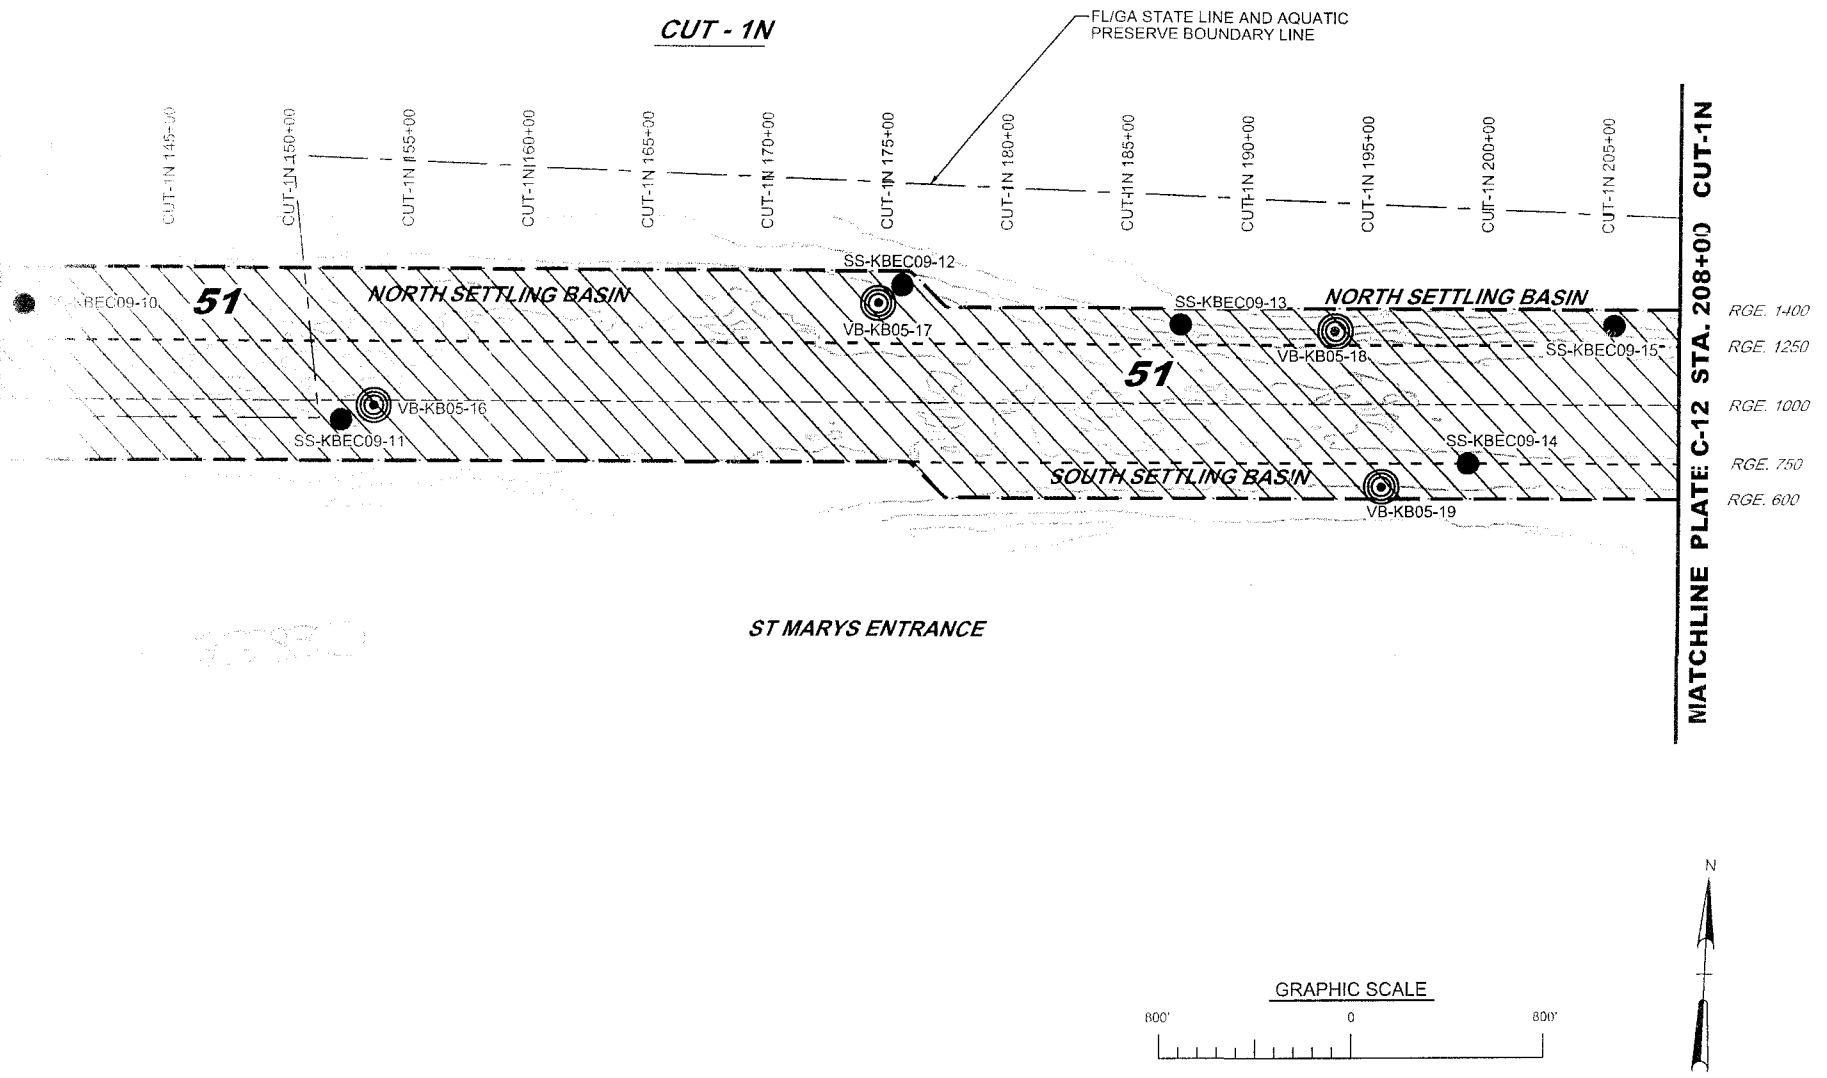 CUT - 1N
FL/GA STATE LINE AND AQUATIC
PRESERVE BOUNDARY LINE
CUT-1N 145+00
CUT-1N 150+00
CUT-1N 155+00
CUT-1N 160+00
CUT-1N 165+00
CUT-1N 170+00
CUT-1N 175+00
CUT-1N 180+00
CUT-1N 185+00
CUT-1N 190+00
CUT-1N 195+00
CUT-1N 200+00
CUT-1N 205+00
MATCHLINE PLATE C-12 STA. 208+00 CUT-1N
SS-KBEC09-12
KBEC09-10
51
NORTH SETTLING BASIN
VB-KB05-17
SS-KBEC09-13
NORTH SETTLING BASIN
RGE. 1400
VB-KB05-18
SS-KBEC09-15
RGE. 1250
51
VB-KB05-16
RGE. 1000
SS-KBEC09-11
SS-KBEC09-14
RGE. 750
SOUTH SETTLING BASIN
RGE. 600
VB-KB05-19
ST MARYS ENTRANCE
N
GRAPHIC SCALE
800'
0
800'